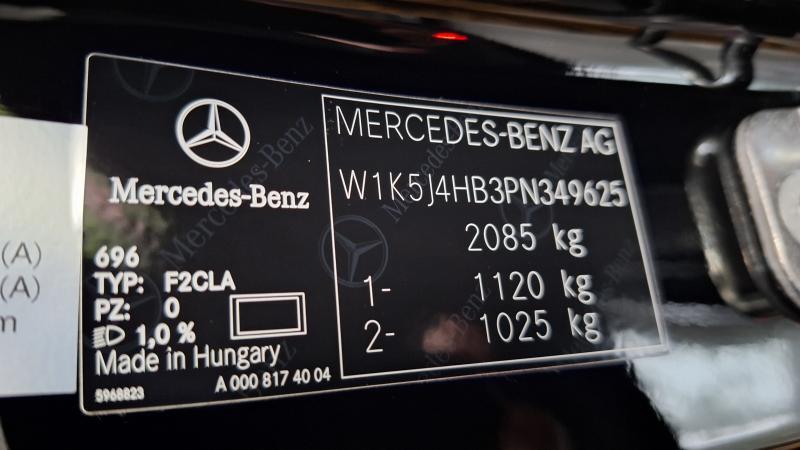 MERCEDES-BENZ AG
W1K5J4HB3PN349625
2085 kg
1- 1120 kg
2- 1025 kg
Mercedes-Benz
696
TYP: F2CLA
PZ: 0
1,0 %
Made in Hungary
5968823
A 000 817 40 04
(A)
(A)
m